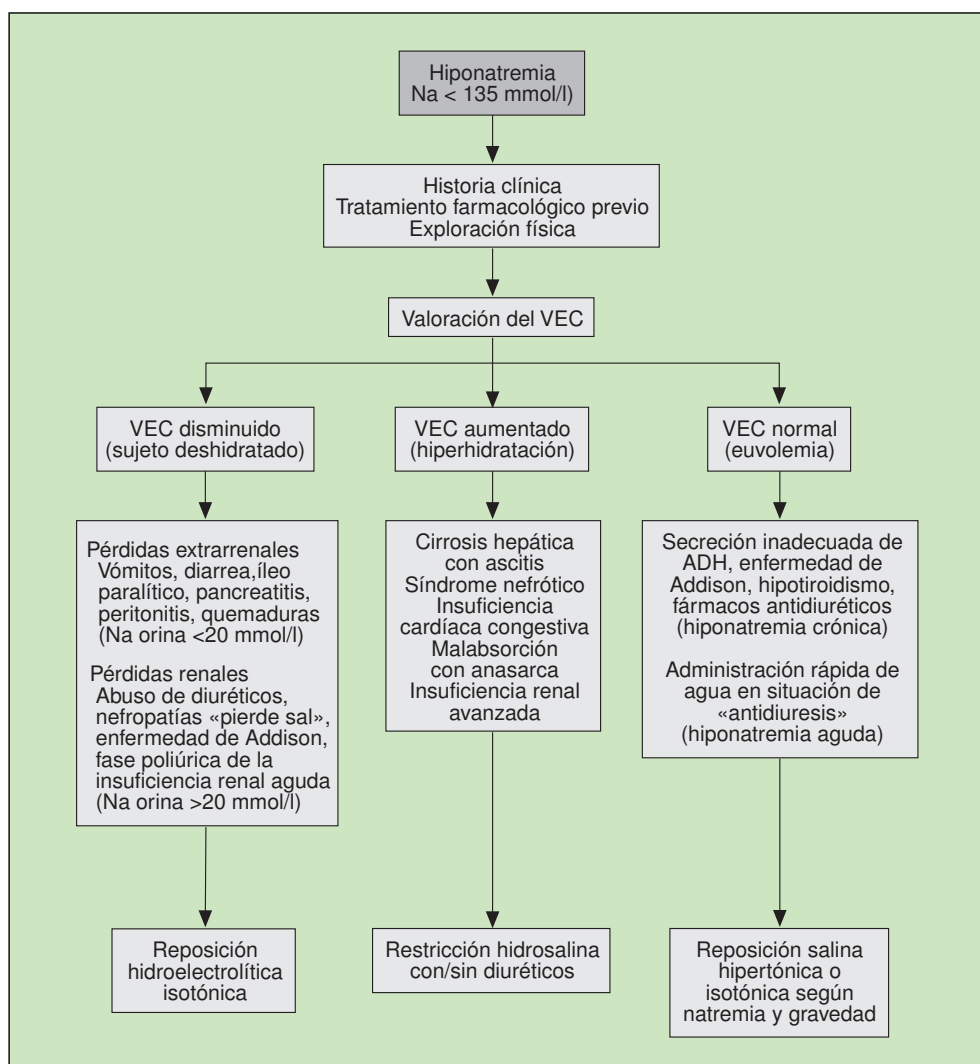 Hiponatremia
Na < 135 mmol/l)
Historia clínica
Tratamiento farmacológico previo
Exploración física
Valoración del VEC
VEC disminuido
(sujeto deshidratado)
VEC aumentado
(hiperhidratación)
VEC normal
(euvolemia)
Pérdidas extrarrenales
Vómitos, diarrea,íleo
paralítico, pancreatitis,
peritonitis, quemaduras
(Na orina <20 mmol/l)
Pérdidas renales
Abuso de diuréticos,
nefropatías «pierde sal»,
enfermedad de Addison,
fase poliúrica de la
insuficiencia renal aguda
(Na orina >20 mmol/l)
Cirrosis hepática
con ascitis
Síndrome nefrótico
Insuficiencia
cardíaca congestiva
Malabsorción
con anasarca
Insuficiencia renal
avanzada
Secreción inadecuada de
ADH, enfermedad de
Addison, hipotiroidismo,
fármacos antidiuréticos
(hiponatremia crónica)
Administración rápida de
agua en situación de
«antidiuresis»
(hiponatremia aguda)
Reposición
hidroelectrolítica
isotónica
Restricción hidrosalina
con/sin diuréticos
Reposición salina
hipertónica o
isotónica según
natremia y gravedad